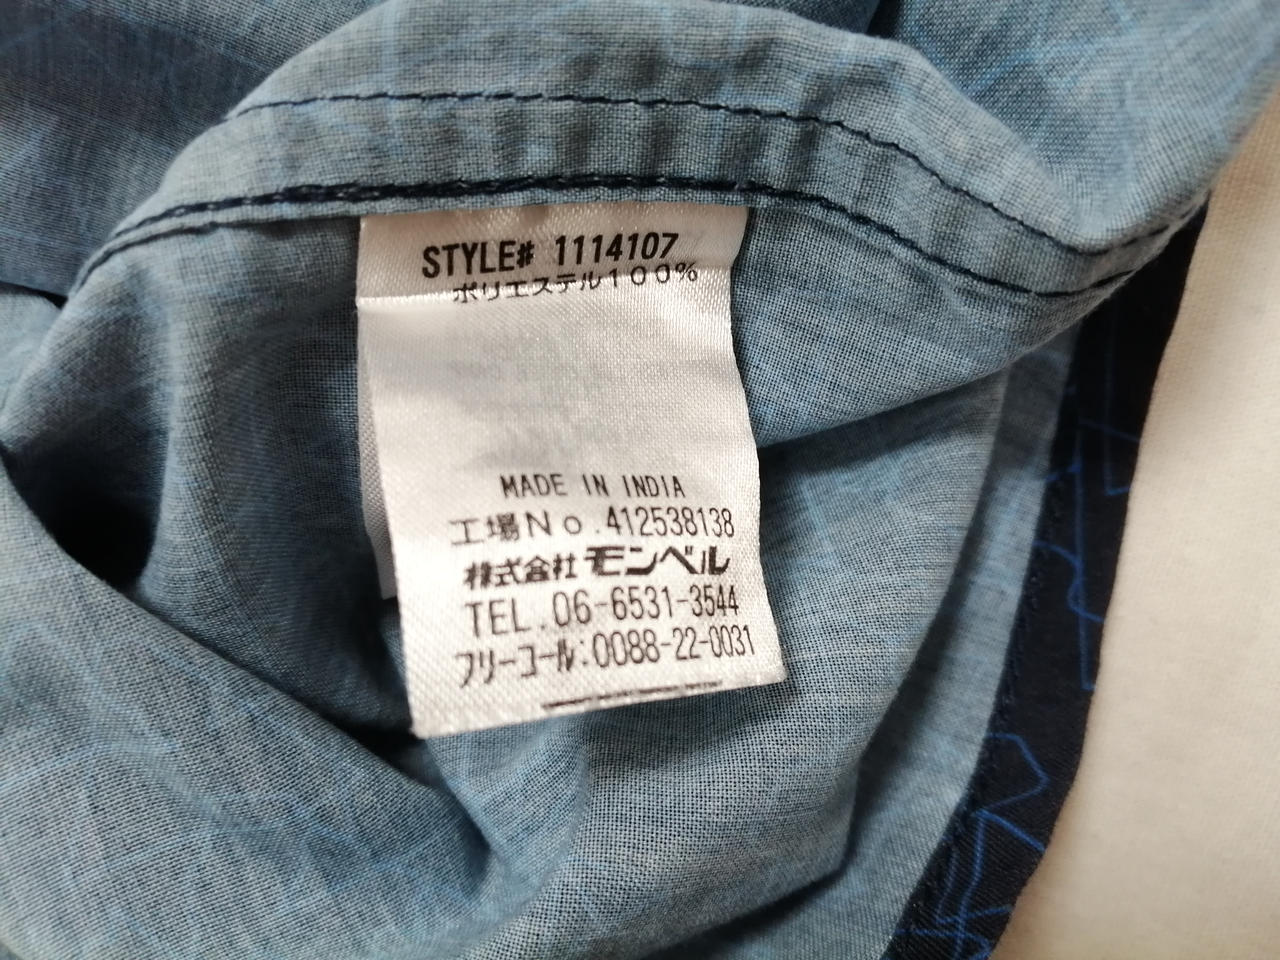 STYLE# 1114107
ポリエステル100%
MADE IN INDIA
工場No.412538138
株式会社モンベル
TEL.06-6531-3544
フリーコール:0088-22-0031